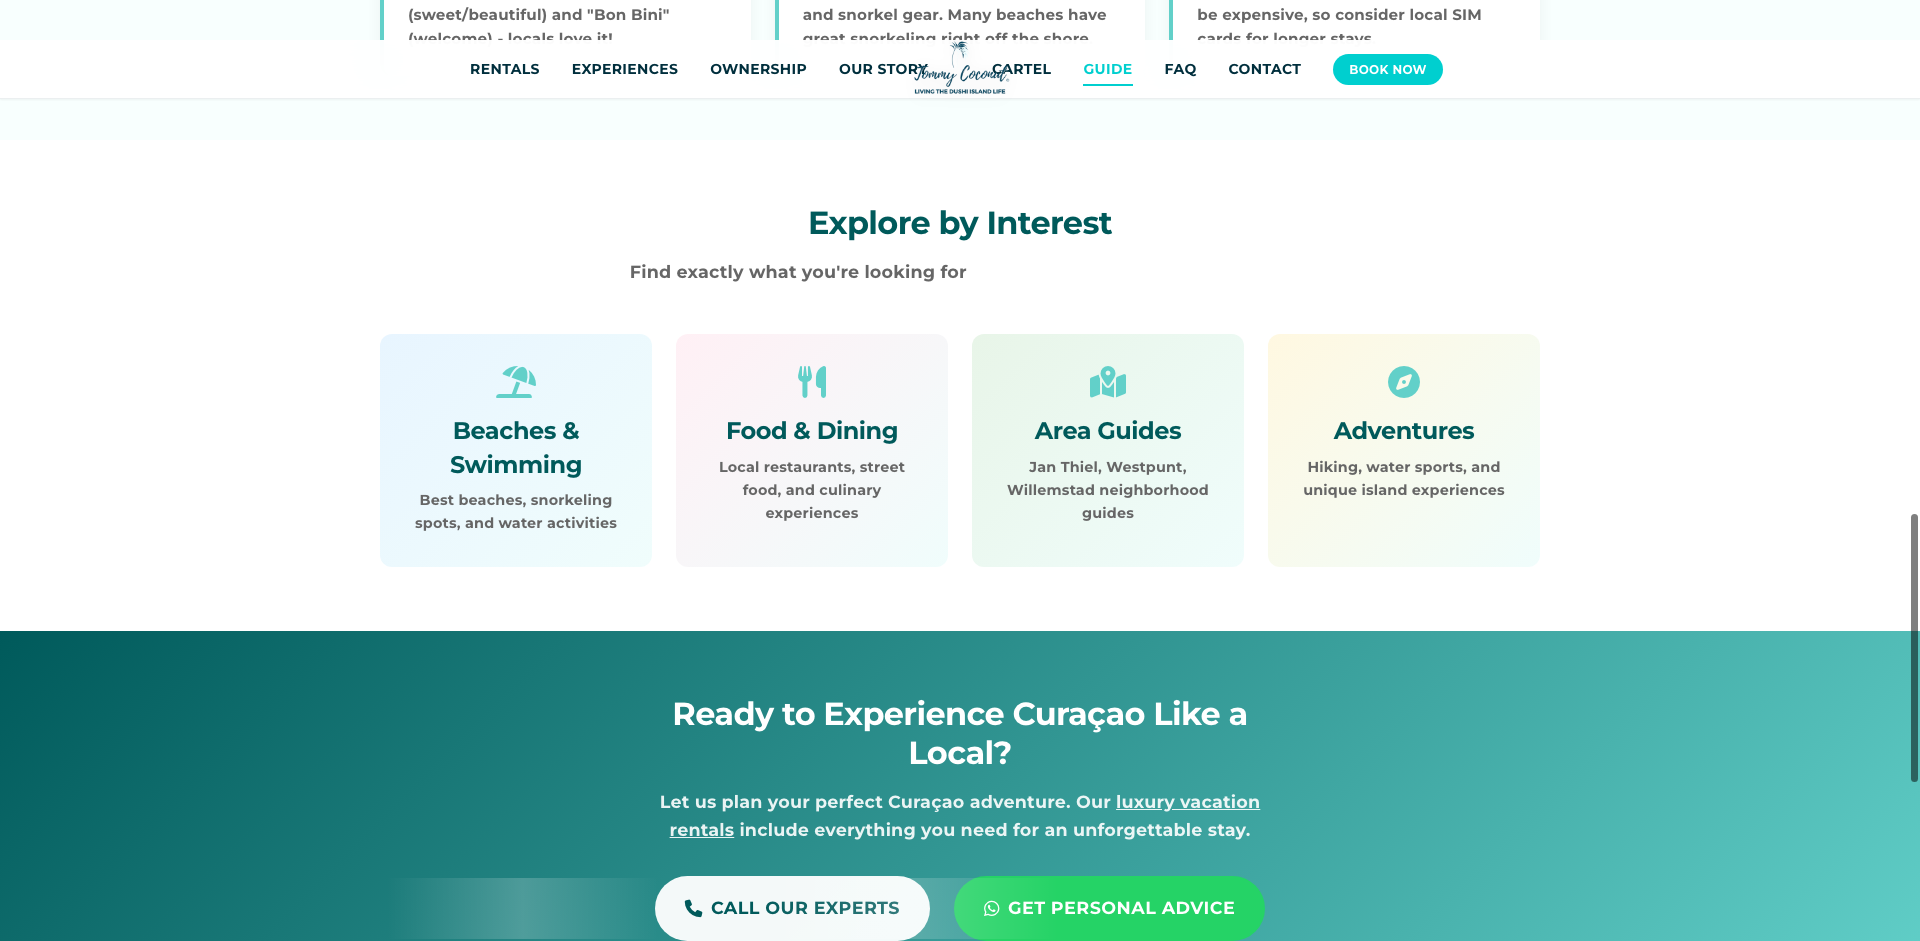 (sweet/beautiful) and "Bon Bini"
(welcome) - locals love it!
and snorkel gear. Many beaches have
great snorkeling right off the shore.
be expensive, so consider local SIM
cards for longer stays.
RENTALS EXPERIENCES OWNERSHIP OUR STORY CARTEL GUIDE FAQ CONTACT BOOK NOW
Tommy Coconut
LIVING THE DUSHI ISLAND LIFE
Explore by Interest
Find exactly what you're looking for
Beaches &
Swimming
Best beaches, snorkeling
spots, and water activities
Food & Dining
Local restaurants, street
food, and culinary
experiences
Area Guides
Jan Thiel, Westpunt,
Willemstad neighborhood
guides
Adventures
Hiking, water sports, and
unique island experiences
Ready to Experience Curaçao Like a
Local?
Let us plan your perfect Curaçao adventure. Our luxury vacation
rentals include everything you need for an unforgettable stay.
CALL OUR EXPERTS
GET PERSONAL ADVICE